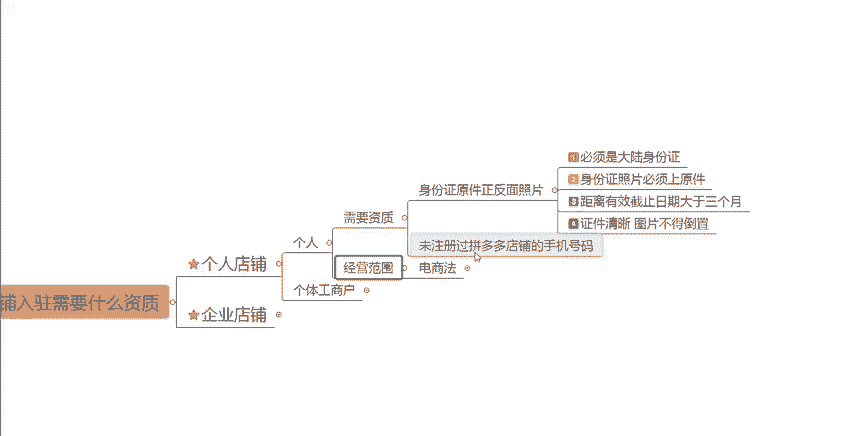 铺入驻需要什么资质
个人店铺
个人
需要资质
身份证原件正反面照片
1 必须是大陆身份证
2 身份证照片必须上原件
3 距离有效截止日期大于三个月
4 证件清晰 图片不得倒置
未注册过拼多多店铺的手机号码
经营范围
电商法
个体工商户
企业店铺